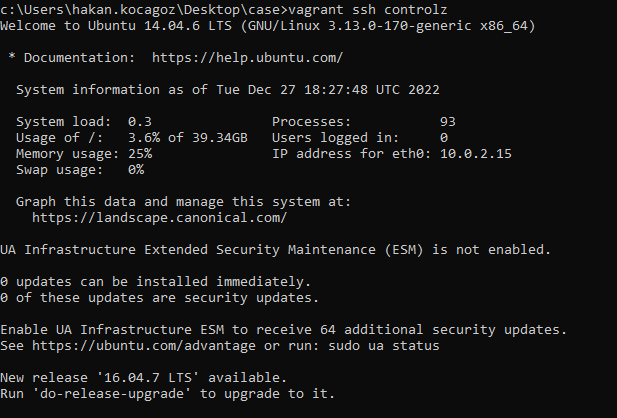 c:\Users\hakan.kocagoz\Desktop\case>vagrant ssh controlz
Welcome to Ubuntu 14.04.6 LTS (GNU/Linux 3.13.0-170-generic x86_64)
* Documentation:  https://help.ubuntu.com/
System information as of Tue Dec 27 18:27:48 UTC 2022
System load:  0.3                Processes:           93
Usage of /:   3.6% of 39.34GB   Users logged in:     0
Memory usage: 25%                IP address for eth0: 10.0.2.15
Swap usage:   0%
Graph this data and manage this system at:
https://landscape.canonical.com/
UA Infrastructure Extended Security Maintenance (ESM) is not enabled.
0 updates can be installed immediately.
0 of these updates are security updates.
Enable UA Infrastructure ESM to receive 64 additional security updates.
See https://ubuntu.com/advantage or run: sudo ua status
New release '16.04.7 LTS' available.
Run 'do-release-upgrade' to upgrade to it.